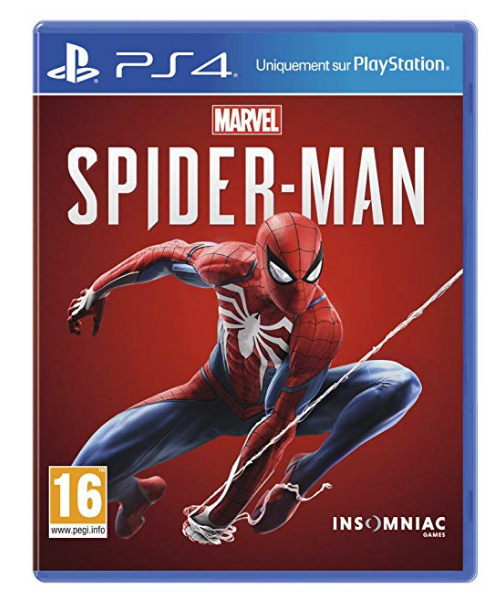 PS4 Uniquement sur PlayStation®
MARVEL
SPIDER-MAN
16
www.pegi.info
INSOMNIAC
GAMES